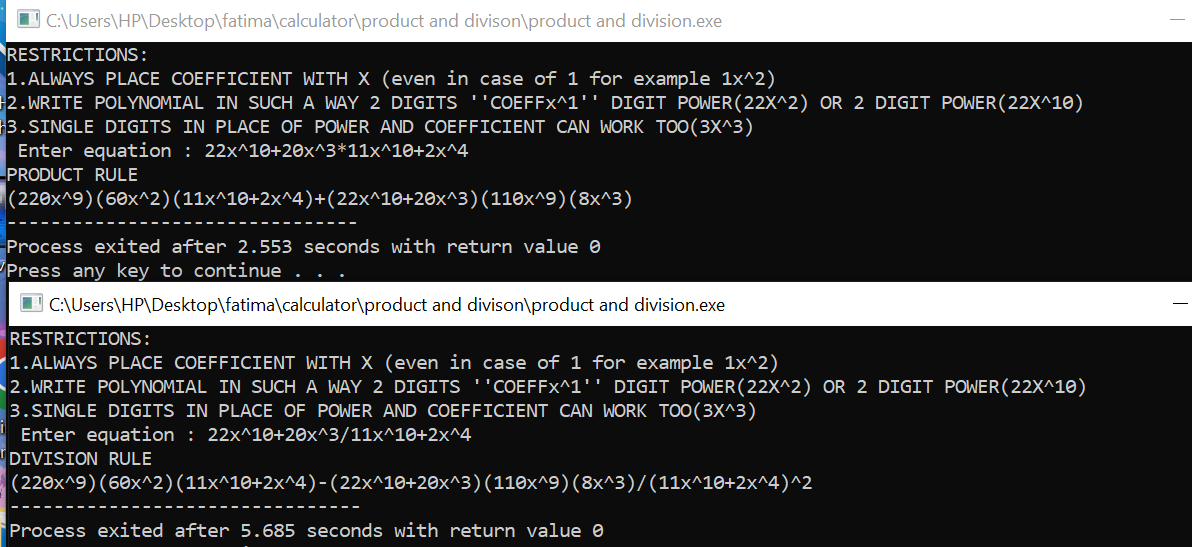 C:\Users\HP\Desktop\fatima\calculator\product and divison\product and division.exe
RESTRICTIONS:
1.ALWAYS PLACE COEFFICIENT WITH X (even in case of 1 for example 1x^2)
2.WRITE POLYNOMIAL IN SUCH A WAY 2 DIGITS ''COEFFx^1'' DIGIT POWER(22X^2) OR 2 DIGIT POWER(22X^10)
3.SINGLE DIGITS IN PLACE OF POWER AND COEFFICIENT CAN WORK TOO(3X^3)
Enter equation : 22x^10+20x^3*11x^10+2x^4
PRODUCT RULE
(220x^9)(60x^2)(11x^10+2x^4)+(22x^10+20x^3)(110x^9)(8x^3)
--------------------------------
Process exited after 2.553 seconds with return value 0
Press any key to continue . . .
C:\Users\HP\Desktop\fatima\calculator\product and divison\product and division.exe
RESTRICTIONS:
1.ALWAYS PLACE COEFFICIENT WITH X (even in case of 1 for example 1x^2)
2.WRITE POLYNOMIAL IN SUCH A WAY 2 DIGITS ''COEFFx^1'' DIGIT POWER(22X^2) OR 2 DIGIT POWER(22X^10)
3.SINGLE DIGITS IN PLACE OF POWER AND COEFFICIENT CAN WORK TOO(3X^3)
Enter equation : 22x^10+20x^3/11x^10+2x^4
DIVISION RULE
(220x^9)(60x^2)(11x^10+2x^4)-(22x^10+20x^3)(110x^9)(8x^3)/(11x^10+2x^4)^2
--------------------------------
Process exited after 5.685 seconds with return value 0